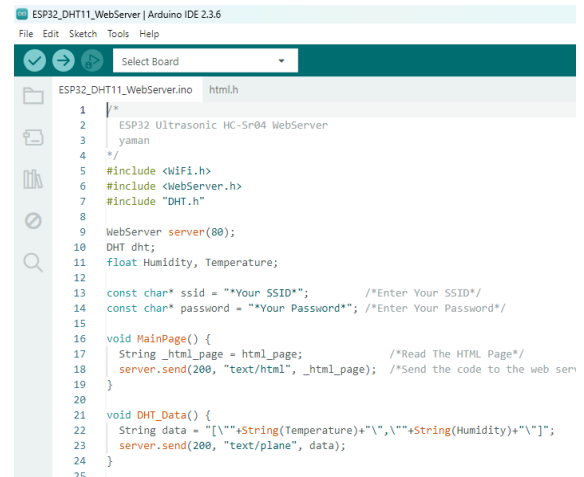 ESP32_DHT11_WebServer | Arduino IDE 2.3.6
File Edit Sketch Tools Help
Select Board
ESP32_DHT11_WebServer.ino html.h
1 /*
2 ESP32 Ultrasonic HC-Sr04 WebServer
3 yaman
4 */
5 #include <WiFi.h>
6 #include <WebServer.h>
7 #include "DHT.h"
8
9 WebServer server(80);
10 DHT dht;
11 float Humidity, Temperature;
12
13 const char* ssid = "*Your SSID*"; /*Enter Your SSID*/
14 const char* password = "*Your Password*"; /*Enter Your Password*/
15
16 void MainPage() {
17 String _html_page = html_page; /*Read The HTML Page*/
18 server.send(200, "text/html", _html_page); /*Send the code to the web serv
19 }
20
21 void DHT_Data() {
22 String data = "[\""+String(Temperature)+"\",\""+String(Humidity)+"\"]";
23 server.send(200, "text/plane", data);
24 }
25